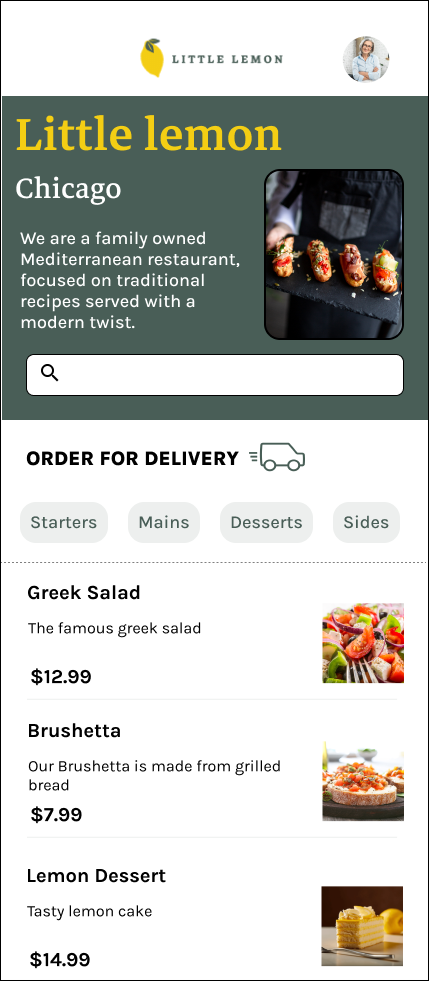 LITTLE LEMON
Little lemon
Chicago
We are a family owned
Mediterranean restaurant,
focused on traditional
recipes served with a
modern twist.
ORDER FOR DELIVERY
Starters Mains Desserts Sides
Greek Salad
The famous greek salad
$12.99
Brushetta
Our Brushetta is made from grilled
bread
$7.99
Lemon Dessert
Tasty lemon cake
$14.99